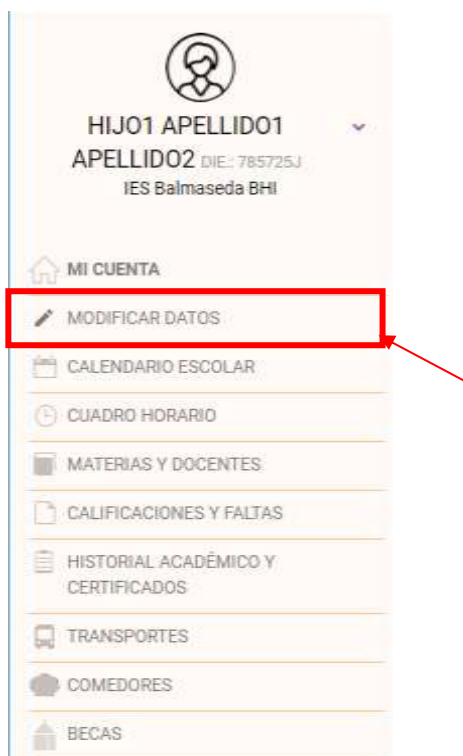 HIJO1 APELLIDO1
APELLIDO2 DIE.: 785725J
IES Balmaseda BHI
MI CUENTA
MODIFICAR DATOS
CALENDARIO ESCOLAR
CUADRO HORARIO
MATERIAS Y DOCENTES
CALIFICACIONES Y FALTAS
HISTORIAL ACADÉMICO Y
CERTIFICADOS
TRANSPORTES
COMEDORES
BECAS